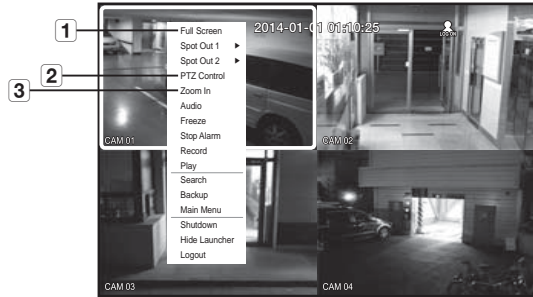 1
2
3
Full Screen
Spot Out 1
Spot Out 2
PTZ Control
Zoom In
Audio
Freeze
Stop Alarm
Record
Play
Search
Backup
Main Menu
Shutdown
Hide Launcher
Logout
2014-01-01 01:10:25
LOG ON
CAM 01
CAM 02
CAM 03
CAM 04